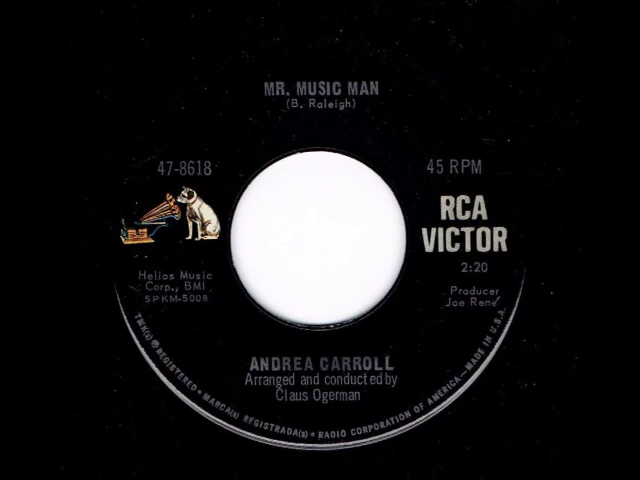 MR. MUSIC MAN
(B. Raleigh)
47-8618
45 RPM
RCA
VICTOR
2:20
Helios Music
Corp., BMI
SPKM-5008
Producer
Joe René
ANDREA CARROLL
Arranged and conducted by
Claus Ogerman
TMK(s) ® REGISTERED • MARCA(s) REGISTRADA(s) • RADIO CORPORATION OF AMERICA—MADE IN U.S.A.